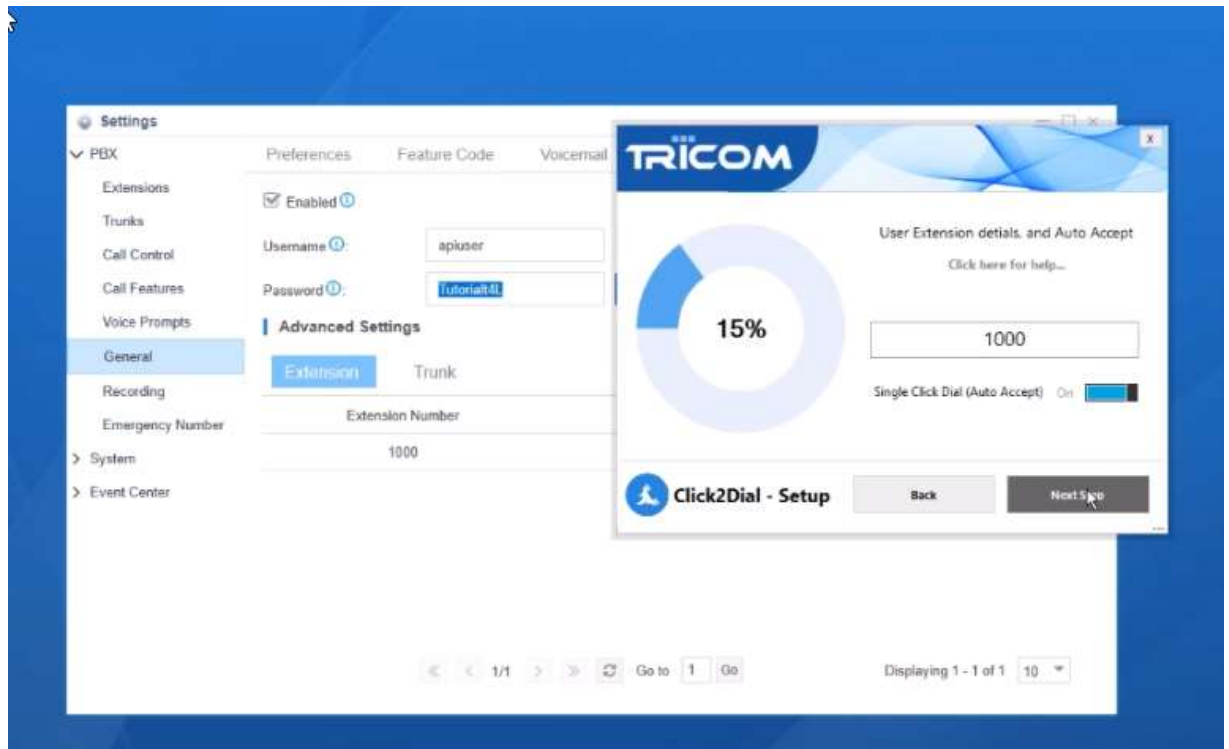 Settings
PBX
Extensions
Trunks
Call Control
Call Features
Voice Prompts
General
Recording
Emergency Number
System
Event Center
Preferences Feature Code Voicemail
Enabled
Username : apiuser
Password : Tutorialt4L
Advanced Settings
Extension Trunk
Extension Number
1000
1/1 Go to 1 Go
Displaying 1 - 1 of 1 10
TRICOM
x
15%
User Extension detials, and Auto Accept
Click here for help...
1000
Single Click Dial (Auto Accept) On
Click2Dial - Setup
Back
Next